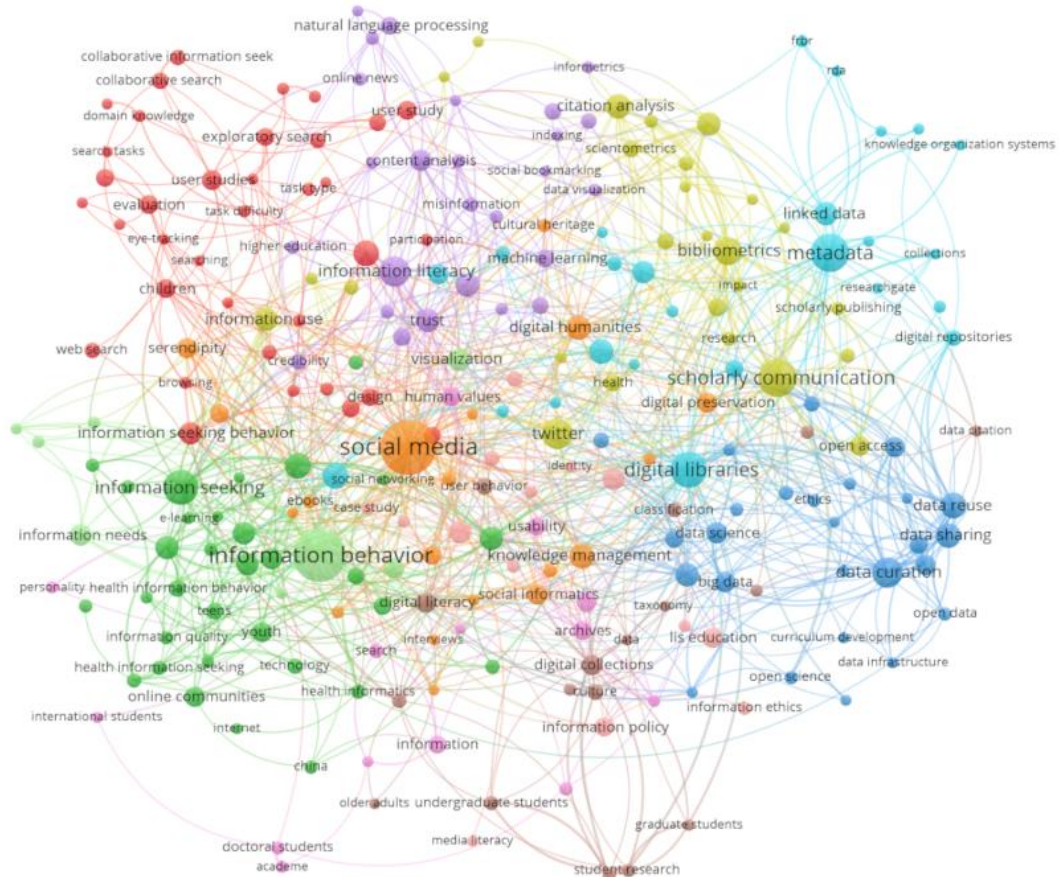 natural language processing
frbr
collaborative information seek
online news
informetrics
rda
collaborative search
citation analysis
domain knowledge
user study
exploratory search
indexing
scientometrics
knowledge organization systems
search tasks
content analysis
social bookmarking
user studies
task type
data visualization
evaluation
misinformation
linked data
task difficulty
cultural heritage
eye-tracking
higher education
participation
bibliometrics
metadata
searching
machine learning
collections
information literacy
children
impact
researchgate
information use
trust
digital humanities
scholarly publishing
web search
serendipity
research
digital repositories
credibility
visualization
browsing
health
scholarly communication
design
human values
digital preservation
information seeking behavior
twitter
data citation
social media
open access
identity
digital libraries
information seeking
social networking
user behavior
ebooks
case study
ethics
data reuse
e-learning
classification
information needs
usability
data science
data sharing
information behavior
knowledge management
data curation
personality
health information behavior
big data
social informatics
teens
digital literacy
taxonomy
open data
information quality
youth
interviews
archives
data
lis education
curriculum development
health information seeking
technology
search
digital collections
data infrastructure
online communities
health informatics
culture
open science
international students
internet
information policy
information ethics
information
china
older adults
undergraduate students
graduate students
doctoral students
media literacy
academe
student research